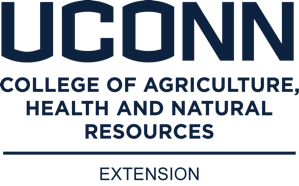 UCONN
COLLEGE OF AGRICULTURE,
HEALTH AND NATURAL
RESOURCES
EXTENSION